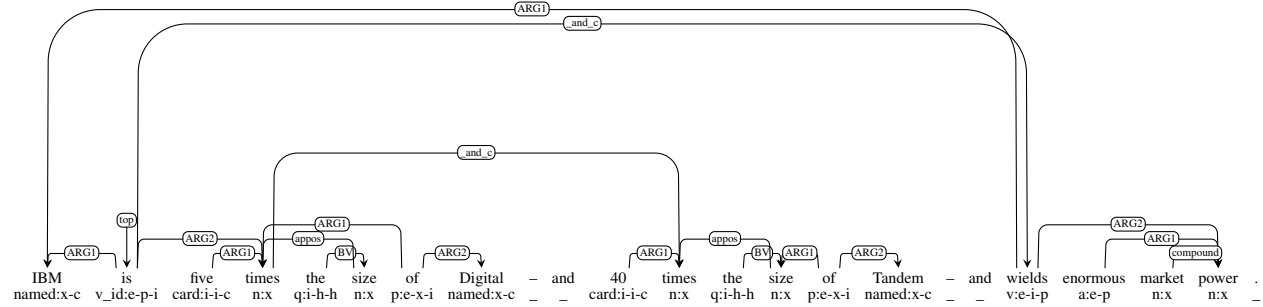 ARG1
_and_c
_and_c
top ARG1
ARG2 appos ARG2
ARG1 ARG1 BV ARG2 ARG1 BV ARG1 ARG2 ARG1 compound
IBM is five times the size of Digital – and 40 times the size of Tandem – and wields enormous market power .
named:x-c v_id:e-p-i card:i-i-c n:x q:i-h-h n:x p:e-x-i named:x-c _ _ card:i-i-c n:x q:i-h-h n:x p:e-x-i named:x-c _ _ v:e-i-p a:e-p n:x n:x _